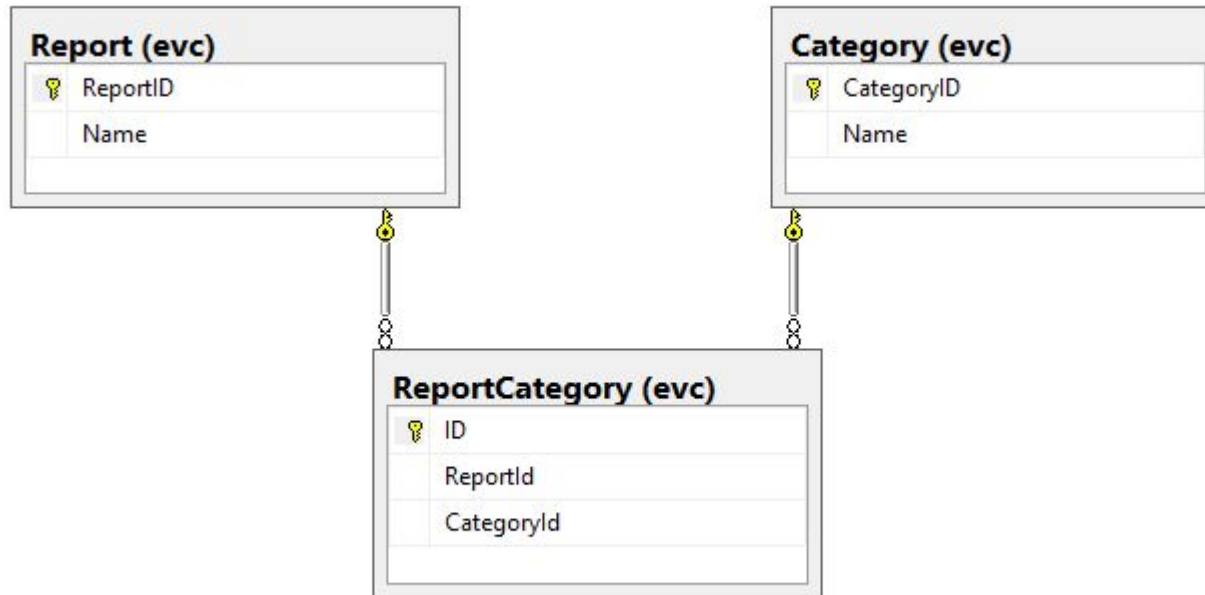 Report (evc)
ReportID
Name
Category (evc)
CategoryID
Name
ReportCategory (evc)
ID
ReportId
CategoryId